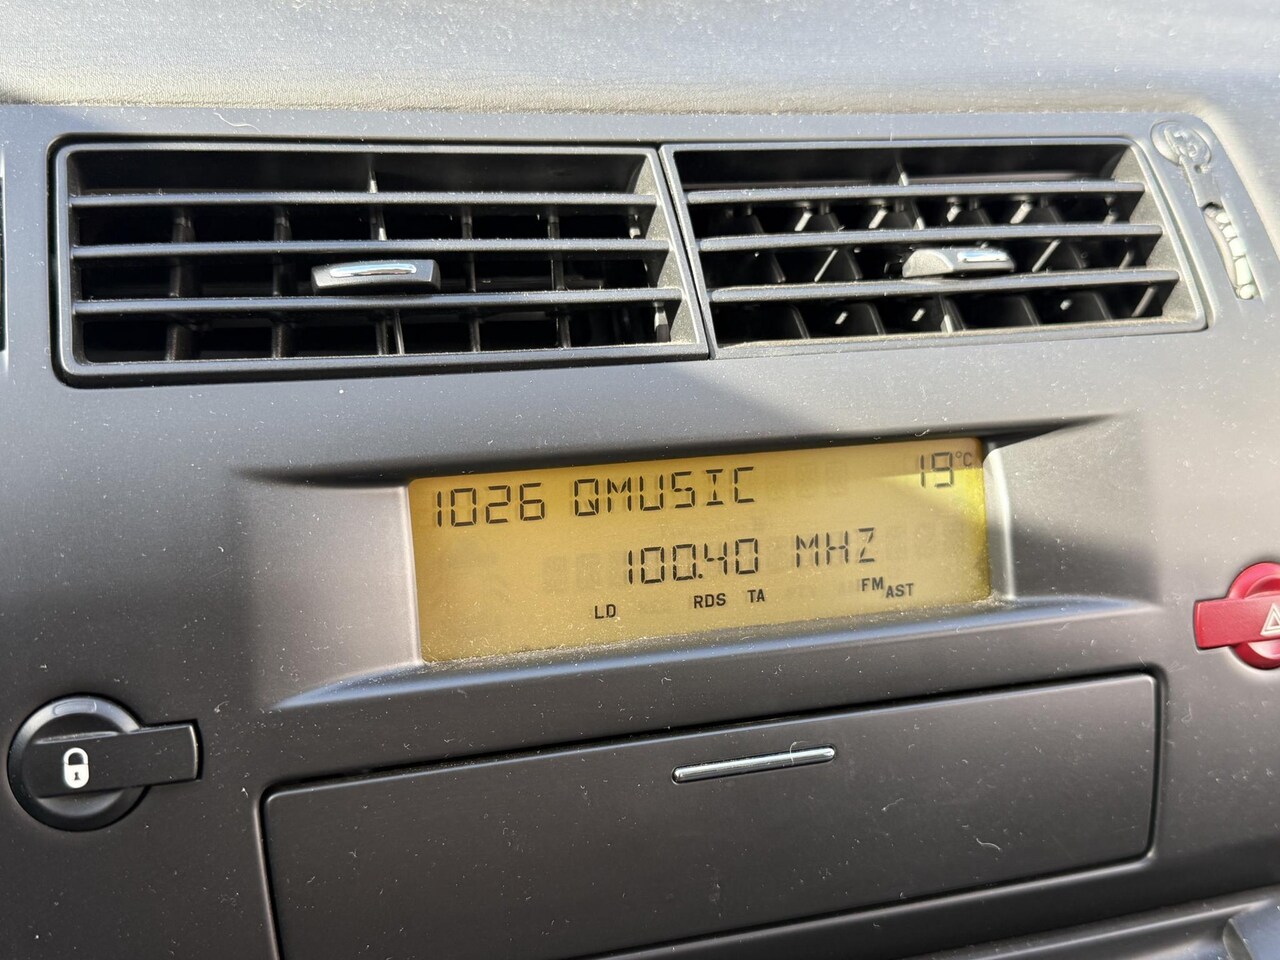 1026 QMUSIC 19°C
100.40 MHZ
LD RDS TA FM AST